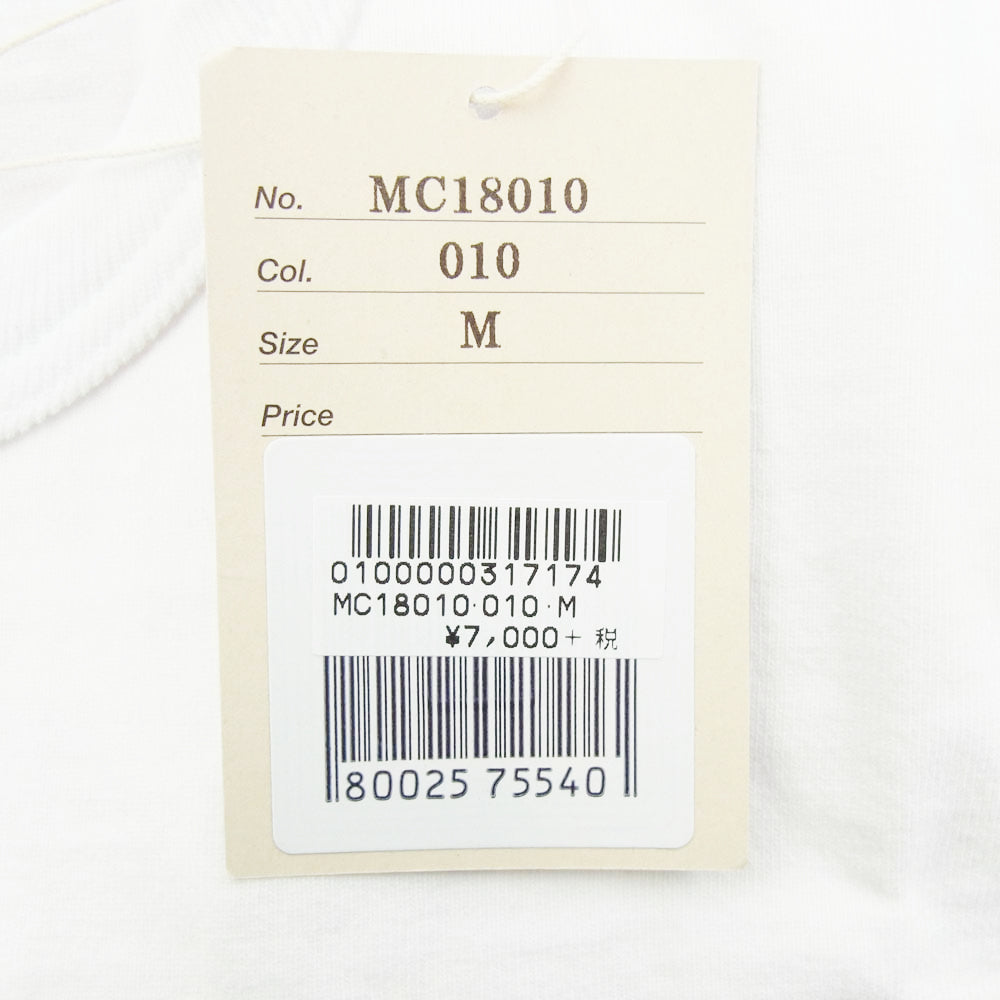 No. MC18010
Col. 010
Size M
Price
0100000317174
MC18010·010·M
¥7,000+ 税
80025 75540